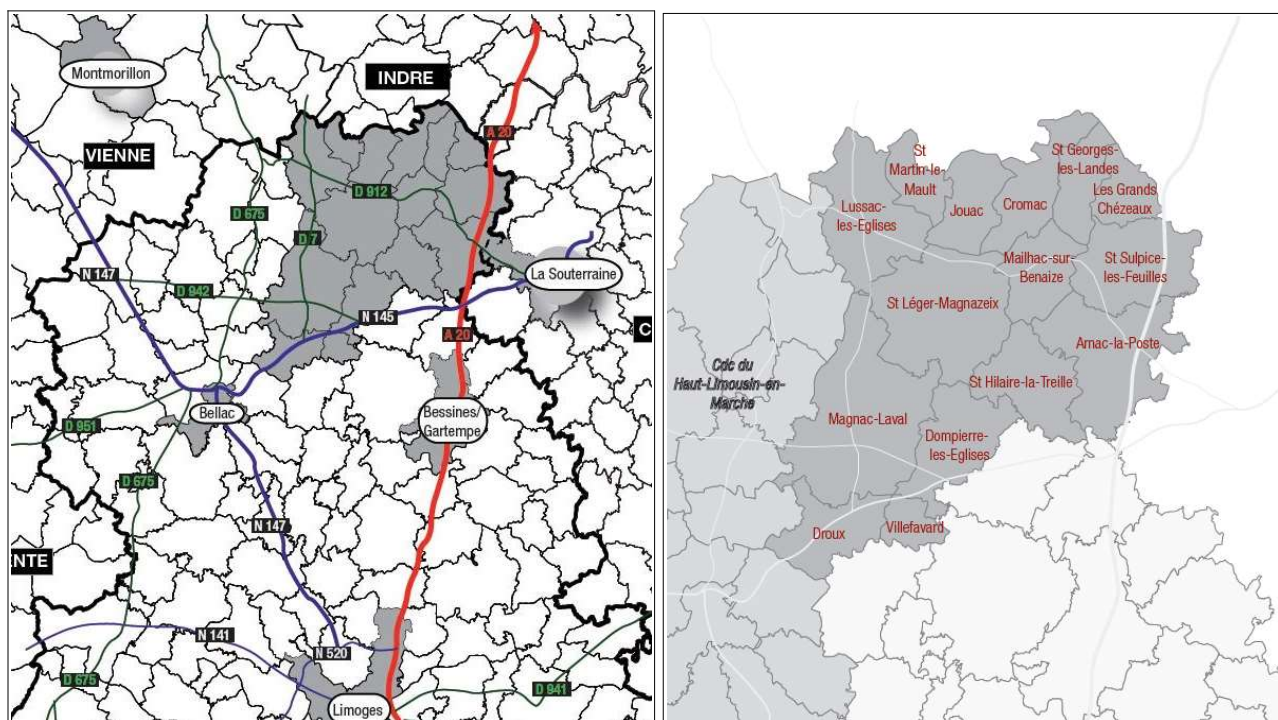 Montmorillon
INDRE
VIENNE
A 20
D 912
D 675
D 7
N 147
D 942
La Souterraine
N 145
A 20
C
Bellac
Bessines/
Gartempe
D 951
D 675
N 147
NTE
N 141
N 520
D 675
D 941
Limoges
St
Martin-le-
Mault
St Georges-
les-Landes
Lussac-
les-Eglises
Jouac
Cromac
Les Grands
Chézeaux
Mailhac-sur-
Benaize
St Sulpice-
les-Feuilles
St Léger-Magnazeix
Arnac-la-Poste
Cdc du
Haut-Limousin-en-
Marche
St Hilaire-la-Treille
Magnac-Laval
Dompierre-
les-Eglises
Droux
Villefavard